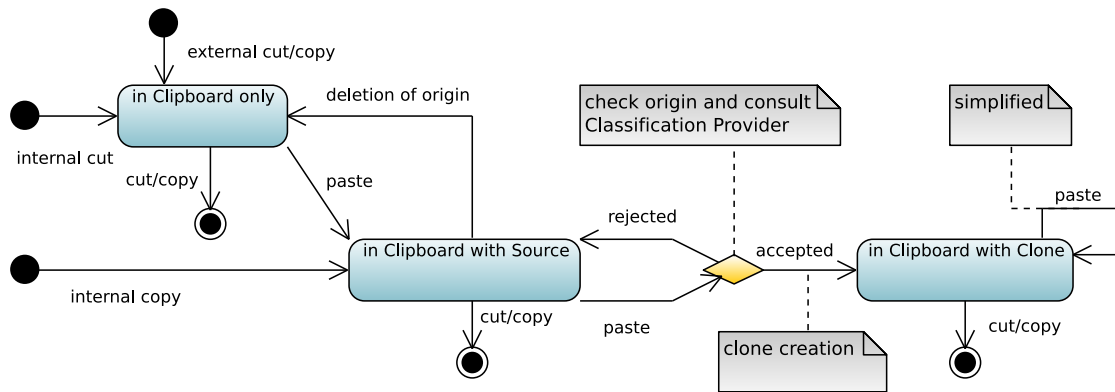 external cut/copy
in Clipboard only
deletion of origin
check origin and consult
Classification Provider
simplified
internal cut
cut/copy
paste
paste
rejected
in Clipboard with Source
accepted
in Clipboard with Clone
internal copy
cut/copy
paste
cut/copy
clone creation